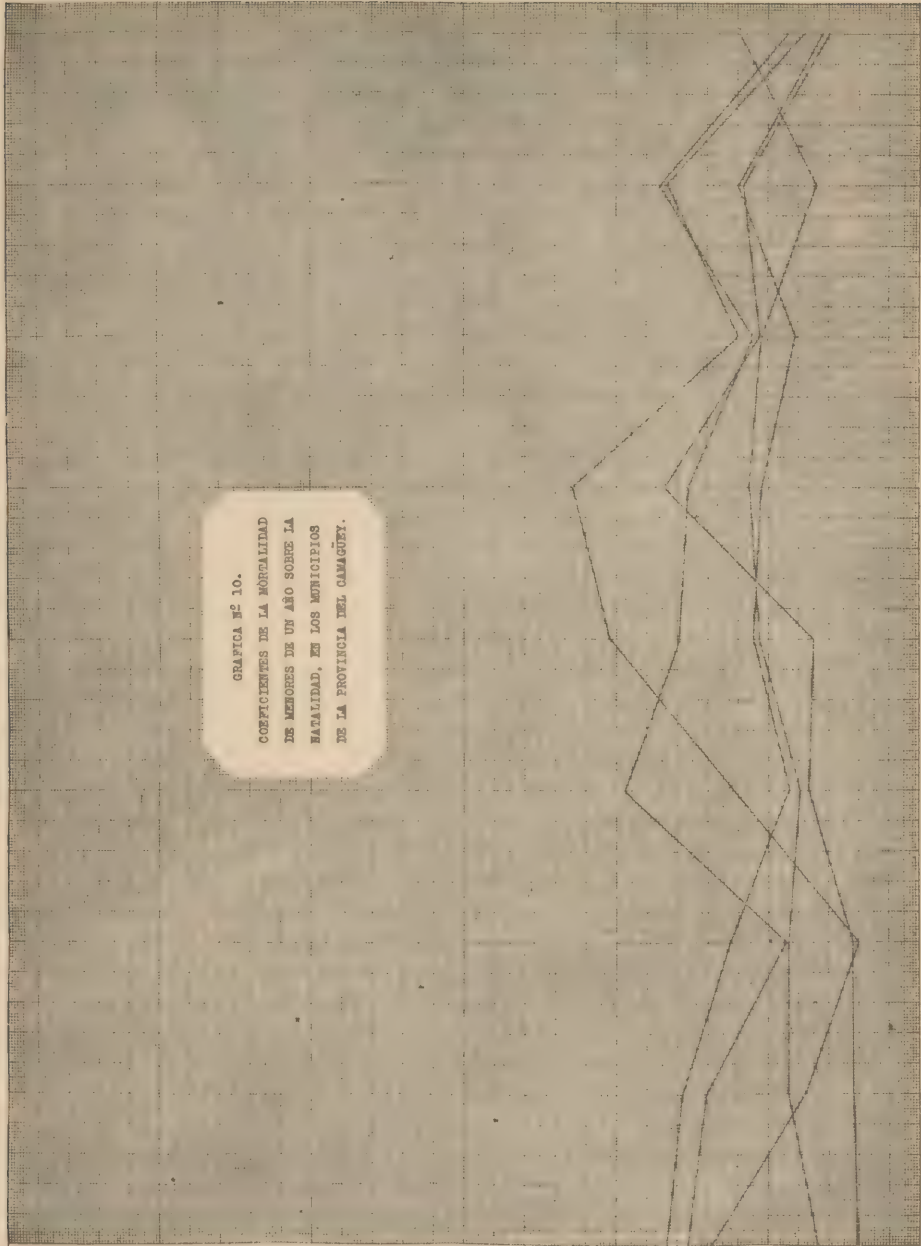 GRAFICA Nº 10.
COEFICIENTES DE LA MORTALIDAD
DE MENORES DE UN AÑO SOBRE LA
NATALIDAD, EN LOS MUNICIPIOS
DE LA PROVINCIA DEL CAMAGÜEY.